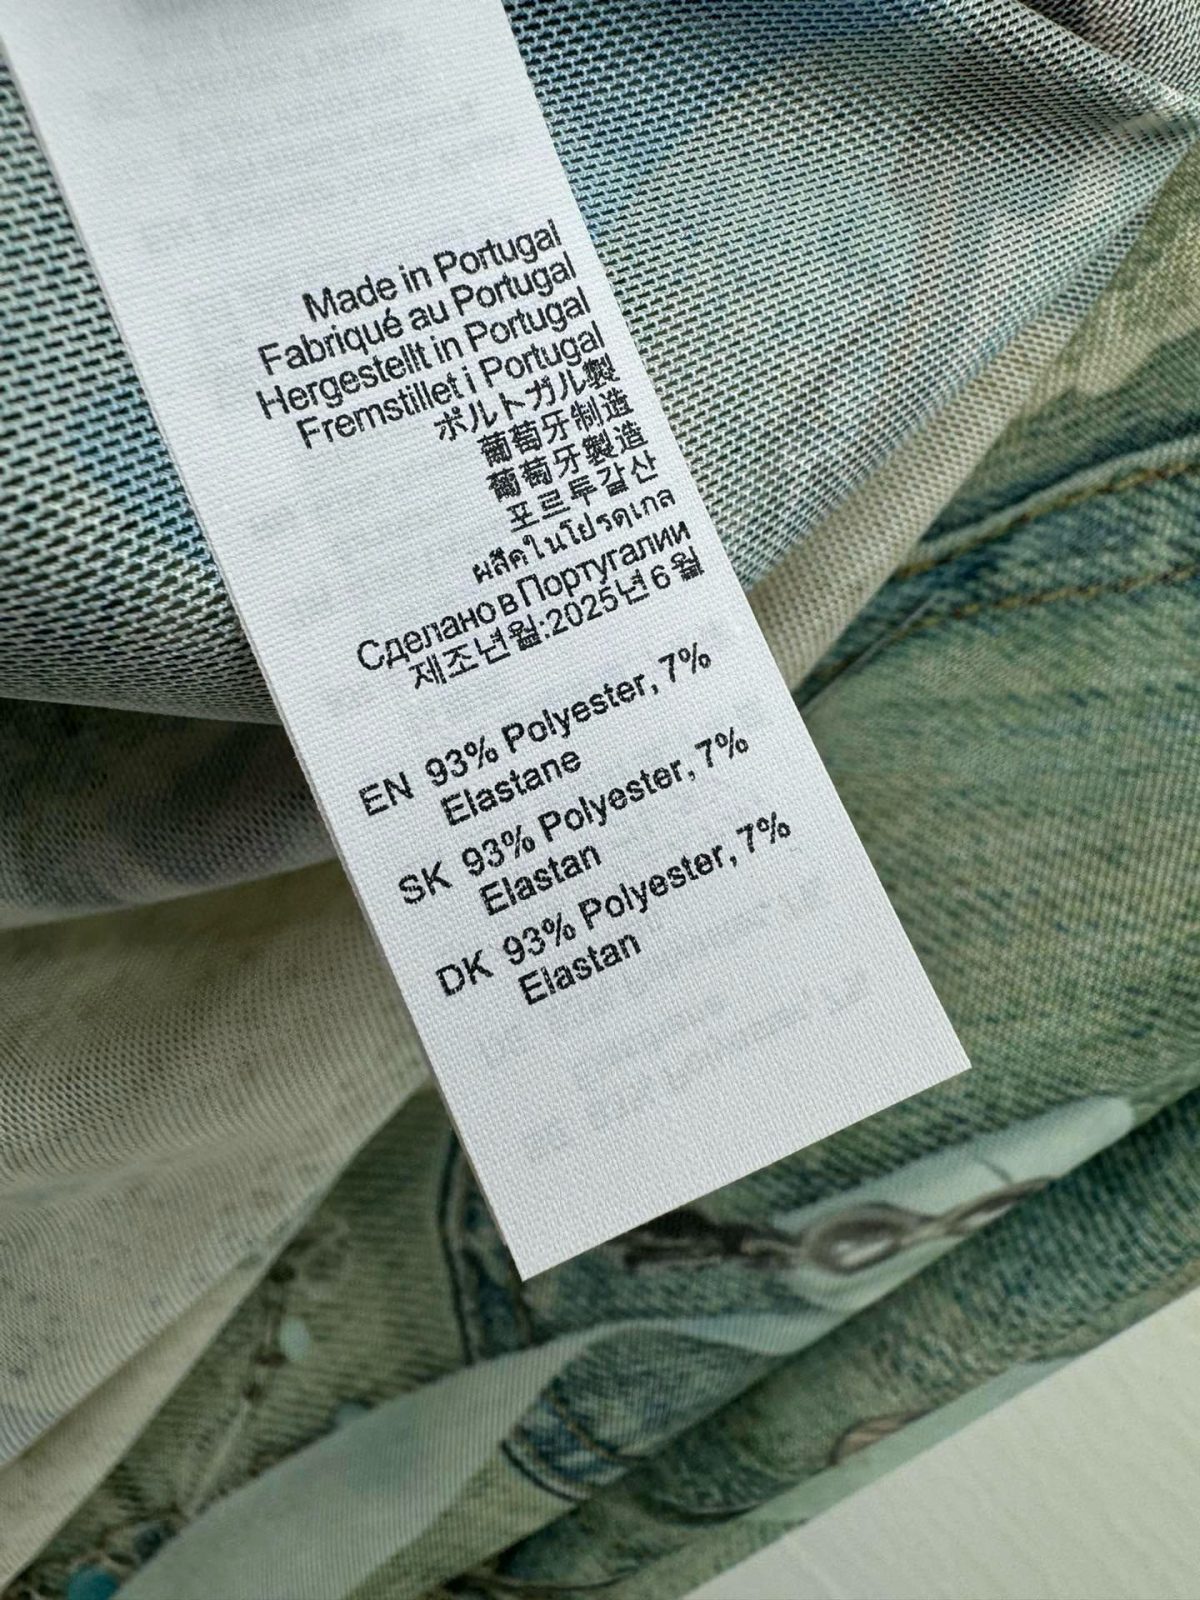 Made in Portugal
Fabriqué au Portugal
Hergestellt in Portugal
Fremstillet i Portugal
ポルトガル製
葡萄牙制造
葡萄牙製造
포르투갈산
ผลิตในโปรตุเกส
Сделано в Португалии
제조년월:2025년 6월
EN 93% Polyester, 7%
Elastane
SK 93% Polyester, 7%
Elastan
DK 93% Polyester, 7%
Elastan